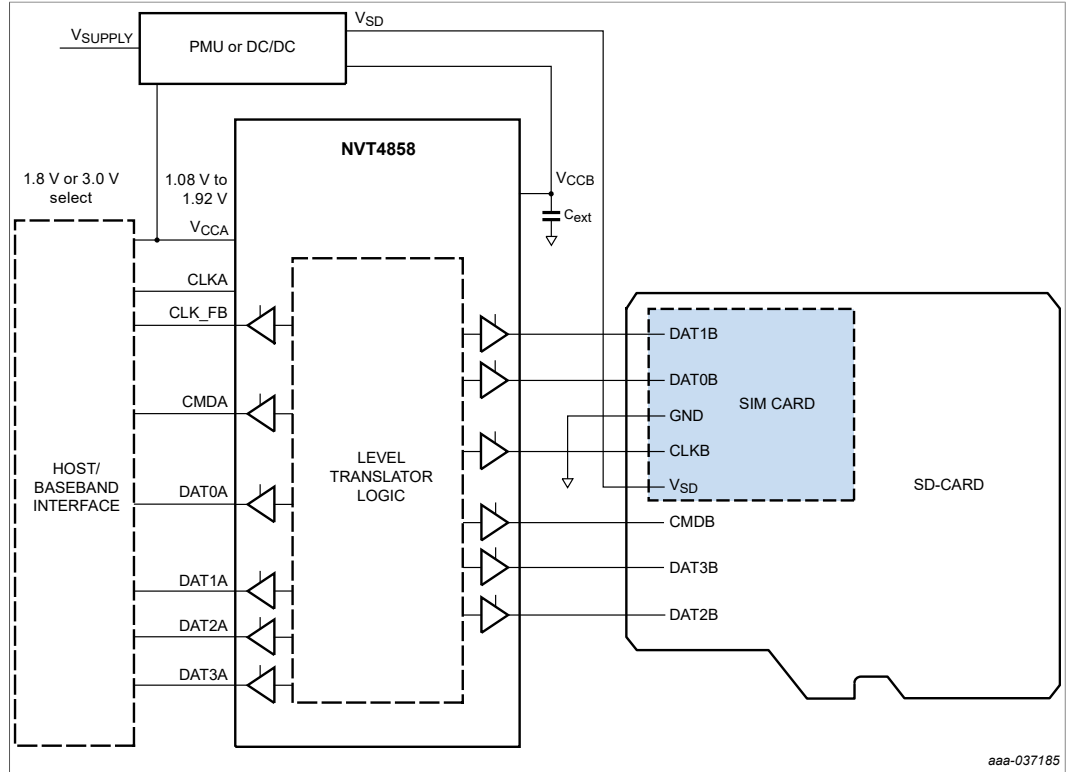 VSD
VSUPPLY
PMU or DC/DC
NVT4858
1.8 V or 3.0 V
select
1.08 V to
1.92 V
VCCB
Cext
VCCA
CLKA
CLK_FB
CMDA
HOST/
BASEBAND
INTERFACE
DAT0A
DAT1A
DAT2A
DAT3A
LEVEL
TRANSLATOR
LOGIC
DAT1B
DAT0B
GND
CLKB
VSD
SIM CARD
CMDB
DAT3B
DAT2B
SD-CARD
aaa-037185